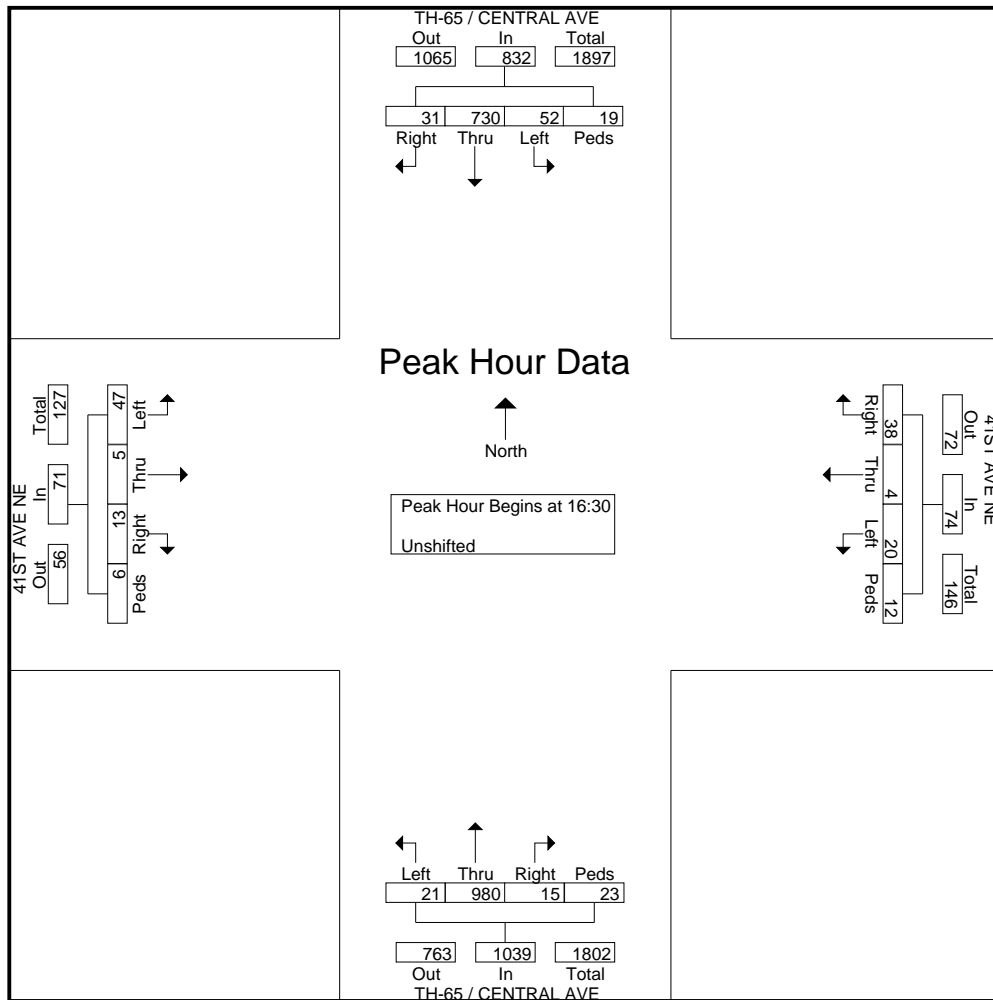 TH-65 / CENTRAL AVE
Out In Total
1065 832 1897
31 730 52 19
Right Thru Left Peds
Peak Hour Data
North
Peak Hour Begins at 16:30
Unshifted
41ST AVE NE
Total In Out
127 71 56
47 5 13 6
Left Thru Right Peds
Right Thru Left Peds
38 4 20 12
72 74 146
Out In Total
41ST AVE NE
Left Thru Right Peds
21 980 15 23
763 1039 1802
Out In Total
TH-65 / CENTRAL AVE